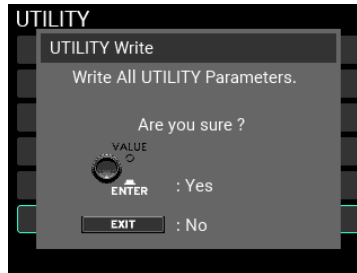 UTILITY
UTILITY Write
Write All UTILITY Parameters.
Are you sure ?
VALUE
ENTER : Yes
EXIT : No